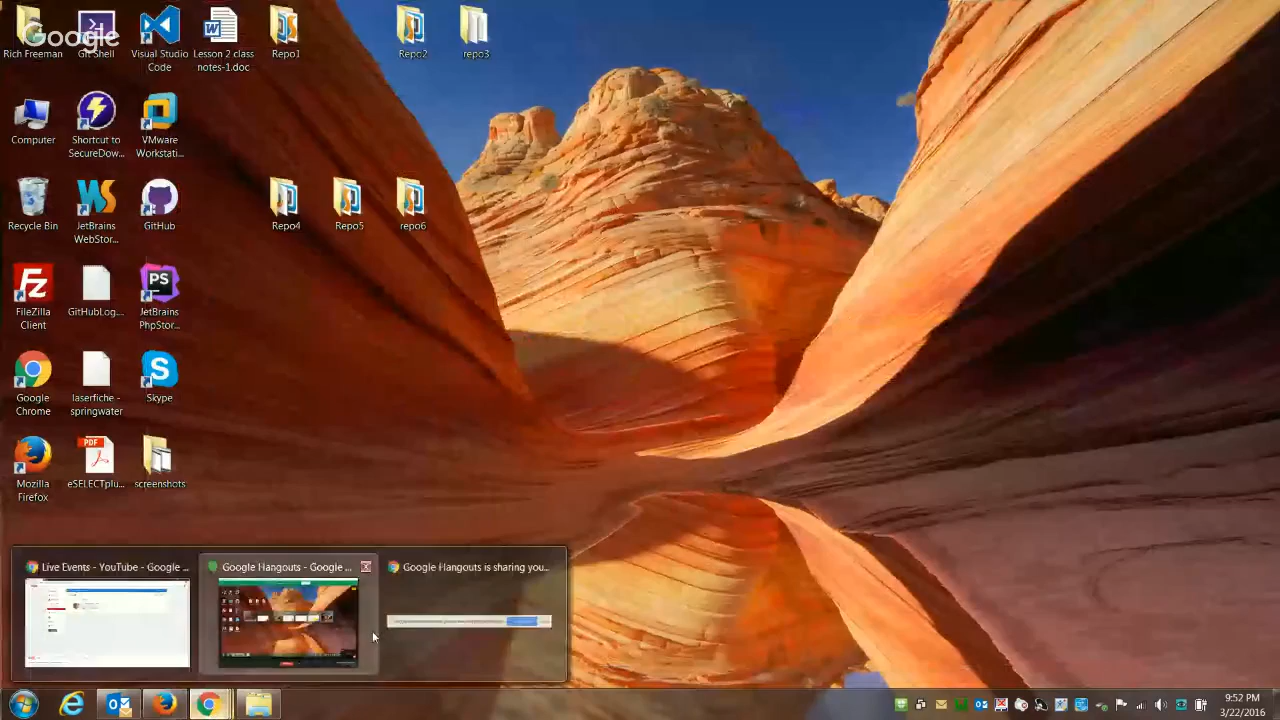 Google
Rich Freeman
Git Shell
Visual Studio
Code
Lesson 2 class
notes-1.doc
Repo1
Repo2
repo3
Computer
Shortcut to
SecureDow...
VMware
Workstati...
Recycle Bin
JetBrains
WebStor...
GitHub
Repo4
Repo5
repo6
FileZilla
Client
GitHubLog...
PS
JetBrains
PhpStor...
Google
Chrome
laserfiche -
springwater
Skype
Mozilla
Firefox
PDF
eSELECTplu...
screenshots
Live Events - YouTube - Google ...
Google Hangouts - Google ...
Google Hangouts is sharing you...
9:52 PM
3/22/2016